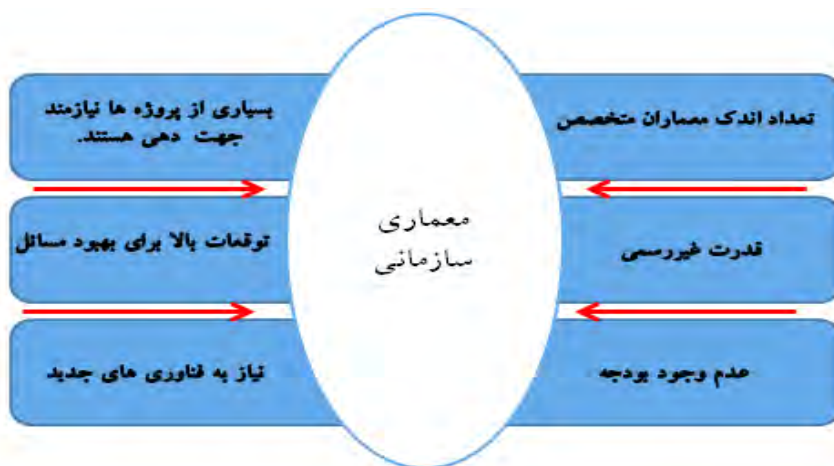 تعداد اندک معماران متخصص
قدرت غیررسمی
عدم وجود بودجه
معماری
سازمانی
بسیاری از پروژه ها نیازمند
جهت دهی هستند.
توقعات بالا برای بهبود مسائل
نیاز به فناوری های جدید